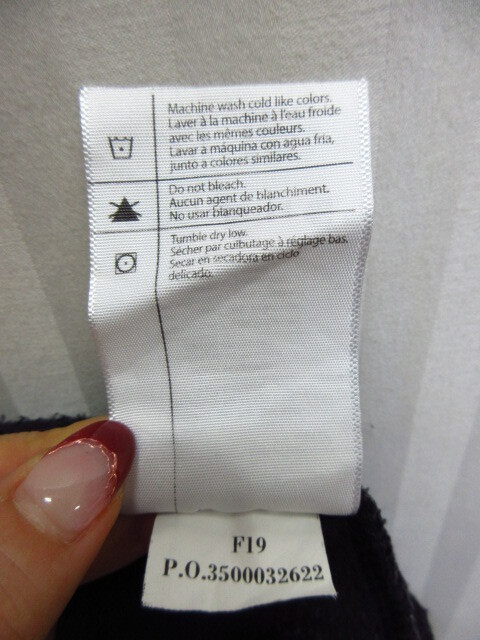 Machine wash cold like colors.
Laver à la machine à l'eau froide
avec les mêmes couleurs.
Lavar a máquina con agua fría,
junto a colores similares.
Do not bleach.
Aucun agent de blanchiment.
No usar blanqueador.
Tumble dry low.
Sécher par culbutage à réglage bas.
Secar en secadora en ciclo
delicado.
F19
P.O.3500032622